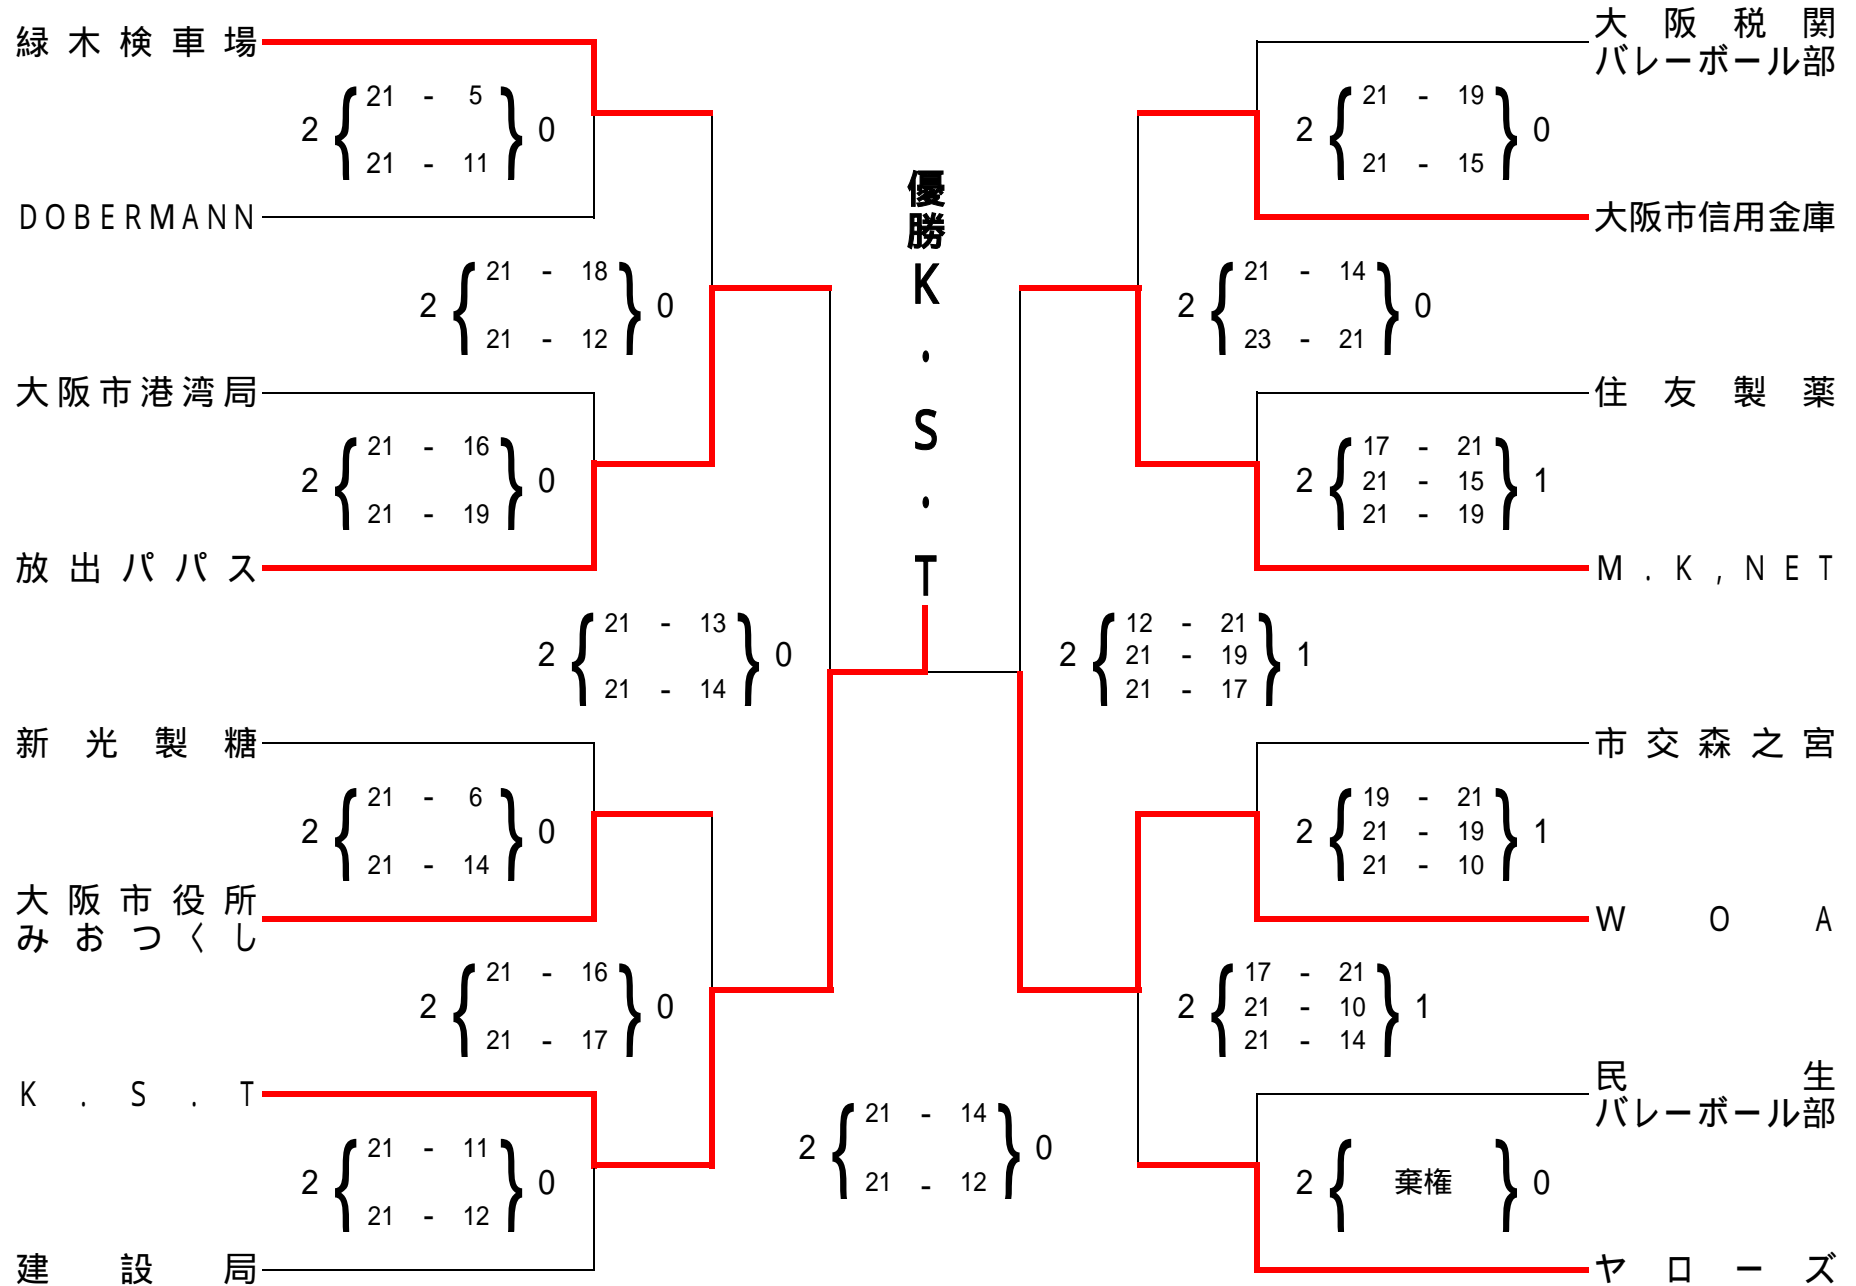 緑木検車場
2 { 21 - 5 } 0
21 - 11
DOBERMANN
2 { 21 - 18 } 0
21 - 12
大阪市港湾局
2 { 21 - 16 } 0
21 - 19
放出パパス
2 { 21 - 13 } 0
21 - 14
新光製糖
2 { 21 - 6 } 0
21 - 14
大阪市役所
みおつくし
2 { 21 - 16 } 0
21 - 17
K.S.T
2 { 21 - 11 } 0
21 - 12
建設局
優勝K・S・T
2 { 21 - 14 } 0
21 - 12
大阪税関
バレーボール部
2 { 21 - 19 } 0
21 - 15
大阪市信用金庫
2 { 21 - 14 } 0
23 - 21
住友製薬
17 - 21
2 { 21 - 15 } 1
21 - 19
M.K,NET
12 - 21
2 { 21 - 19 } 1
21 - 17
市交森之宮
19 - 21
2 { 21 - 19 } 1
21 - 10
WOA
17 - 21
2 { 21 - 10 } 1
21 - 14
民生
バレーボール部
2 { 棄権 } 0
ヤローズ